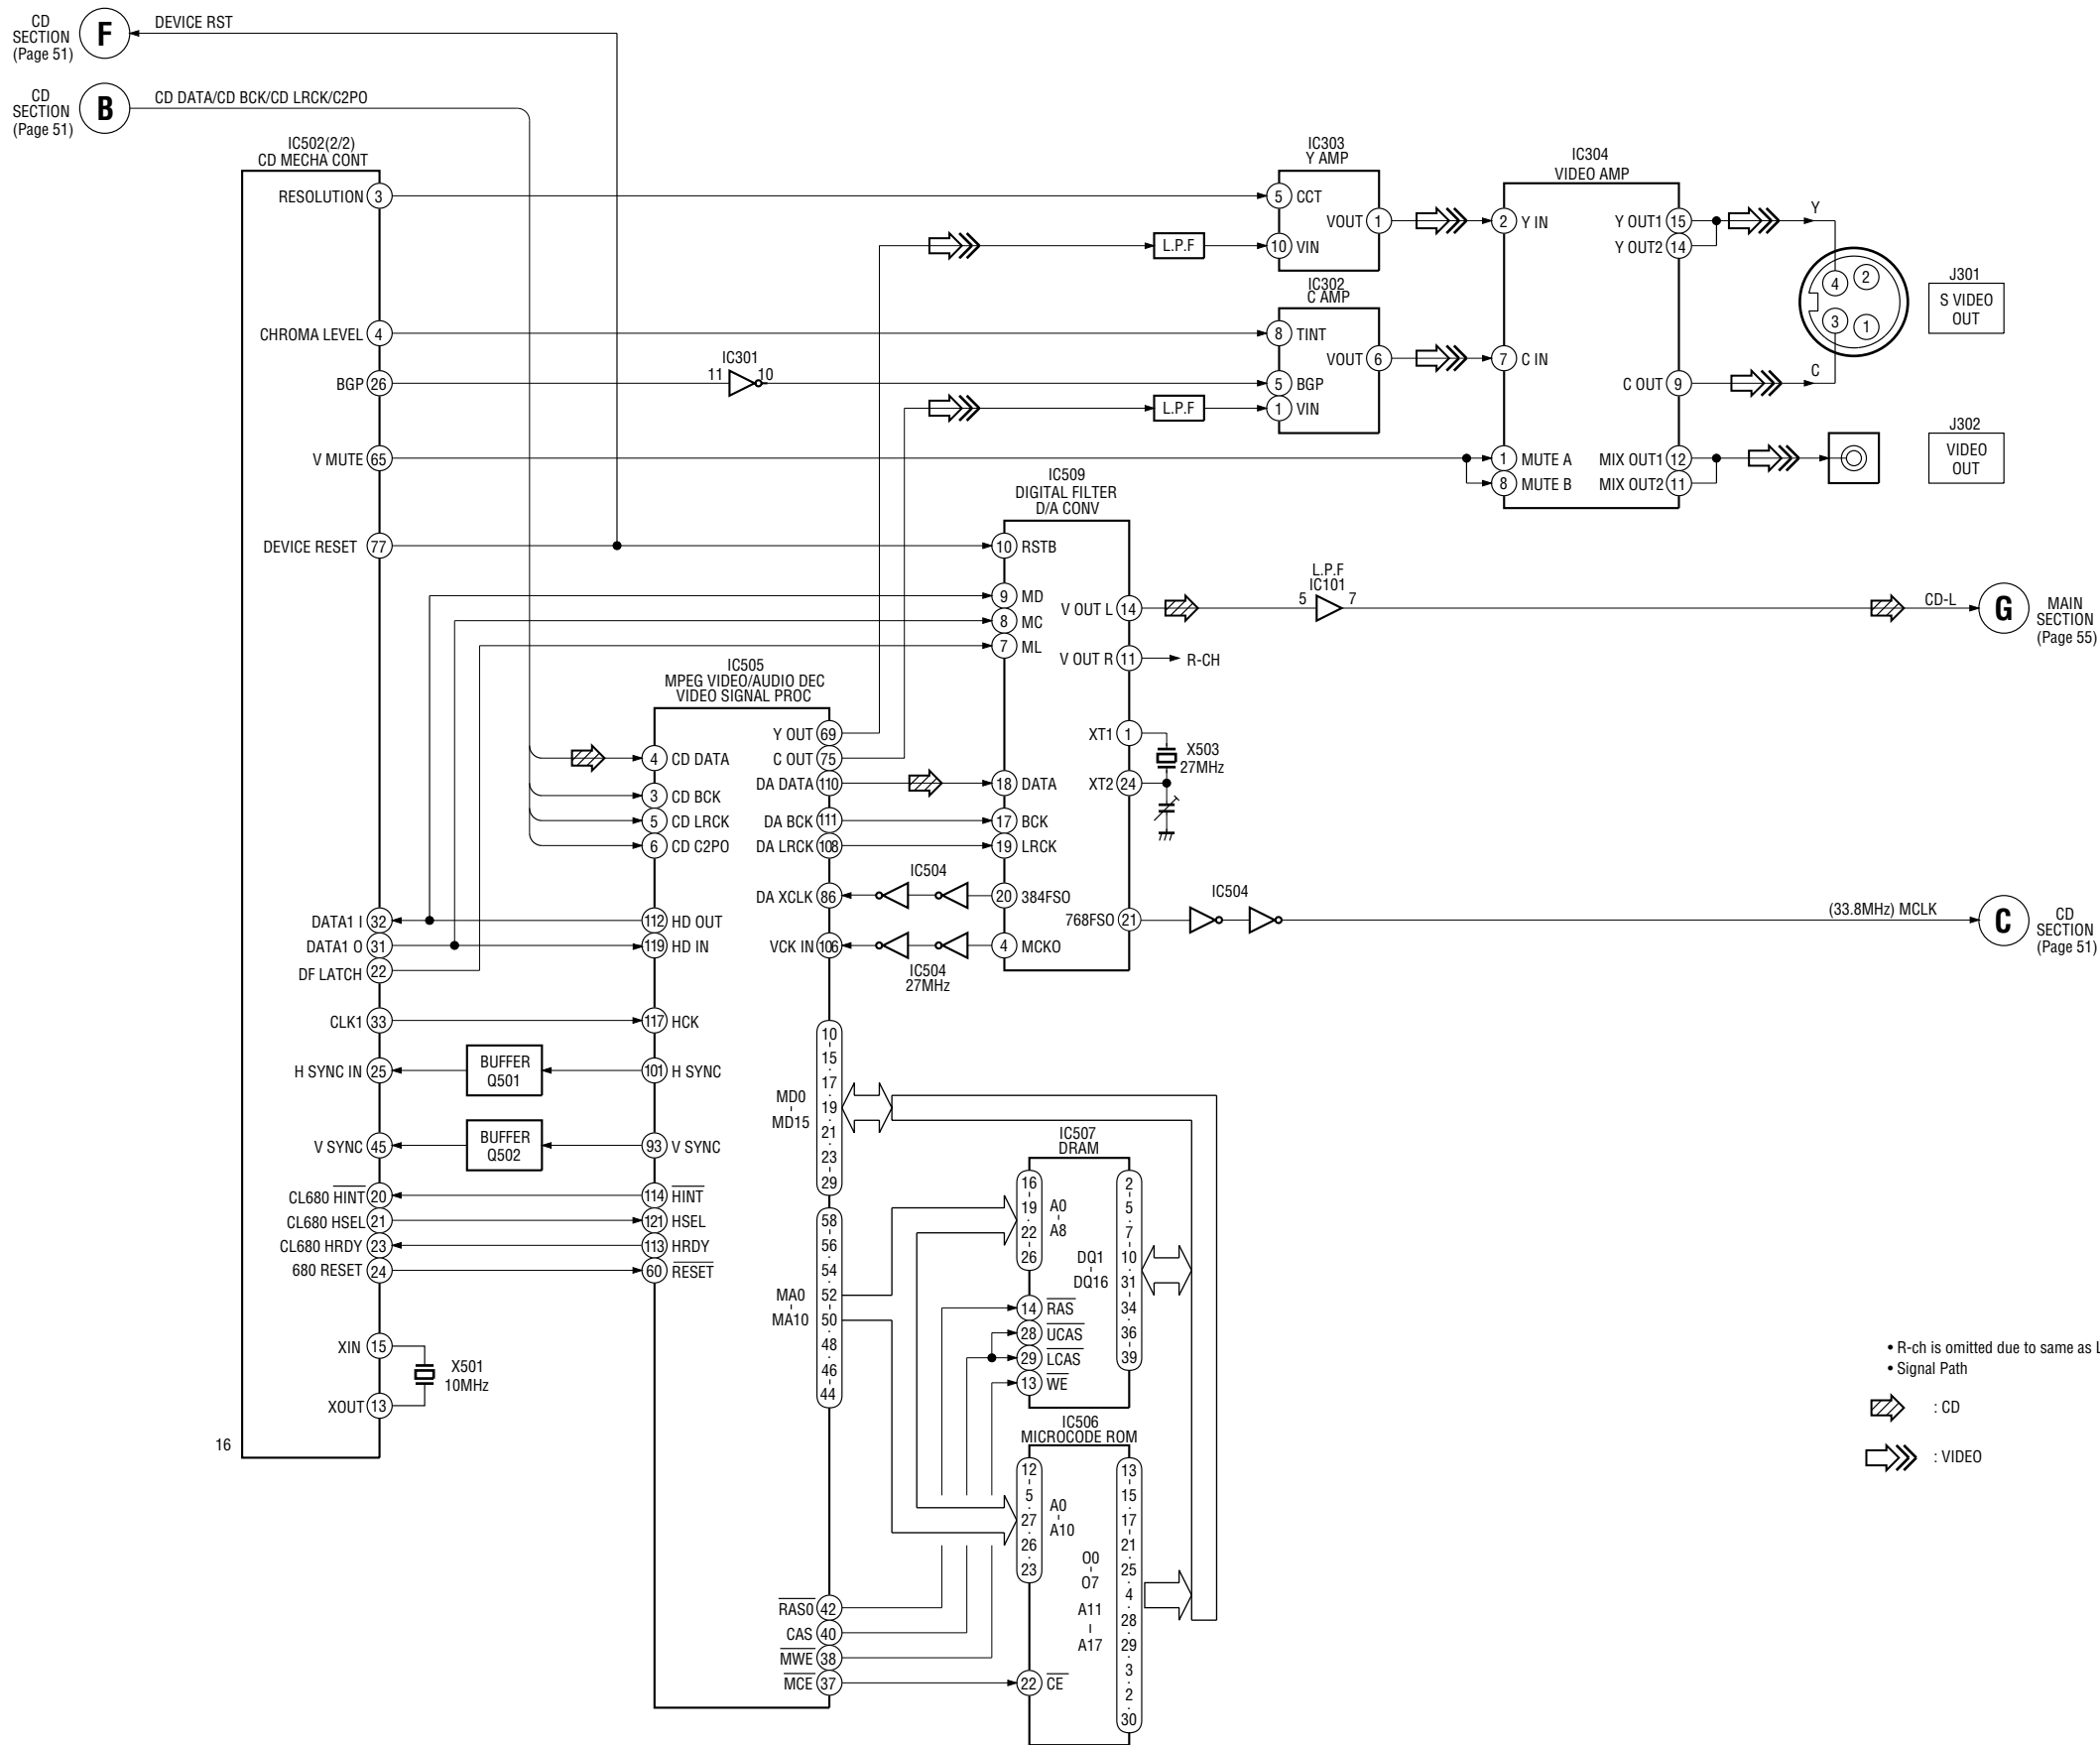 CD
SECTION
(Page 51)
F
DEVICE RST
CD
SECTION
(Page 51)
B
CD DATA/CD BCK/CD LRCK/C2PO
IC502(2/2)
CD MECHA CONT
RESOLUTION 3
CHROMA LEVEL 4
BGP 26
V MUTE 65
DEVICE RESET 77
DATA1 I 32
DATA1 O 31
DF LATCH 22
CLK1 33
H SYNC IN 25
V SYNC 45
CL680 HINT 20
CL680 HSEL 21
CL680 HRDY 23
680 RESET 24
XIN 15
XOUT 13
16
X501
10MHz
BUFFER
Q501
BUFFER
Q502
IC301
11 10
L.P.F
L.P.F
IC303
Y AMP
5 CCT
VOUT 1
10 VIN
IC302
C AMP
8 TINT
VOUT 6
5 BGP
1 VIN
IC304
VIDEO AMP
2 Y IN
7 C IN
1 MUTE A
8 MUTE B
Y OUT1 15
Y OUT2 14
C OUT 9
MIX OUT1 12
MIX OUT2 11
Y
C
4 2
3 1
J301
S VIDEO
OUT
J302
VIDEO
OUT
IC505
MPEG VIDEO/AUDIO DEC
VIDEO SIGNAL PROC
4 CD DATA
3 CD BCK
5 CD LRCK
6 CD C2PO
112 HD OUT
119 HD IN
117 HCK
101 H SYNC
93 V SYNC
114 HINT
121 HSEL
113 HRDY
60 RESET
Y OUT 69
C OUT 75
DA DATA 110
DA BCK 111
DA LRCK 108
DA XCLK 86
VCK IN 106
MD0
MD15
10
15
17
19
21
23
29
MA0
MA10
58
56
54
52
50
48
46
44
RAS0 42
CAS 40
MWE 38
MCE 37
IC504
IC504
27MHz
IC509
DIGITAL FILTER
D/A CONV
10 RSTB
9 MD
8 MC
7 ML
18 DATA
17 BCK
19 LRCK
20 384FSO
4 MCKO
V OUT L 14
V OUT R 11
R-CH
XT1 1
XT2 24
768FSO 21
X503
27MHz
L.P.F
IC101
5 7
CD-L
G
MAIN
SECTION
(Page 55)
IC504
(33.8MHz) MCLK
C
CD
SECTION
(Page 51)
IC507
DRAM
16
19
22
26
A0
A8
14 RAS
28 UCAS
29 LCAS
13 WE
DQ1
DQ16
2
5
7
10
31
34
36
39
IC506
MICROCODE ROM
12
5
27
26
23
A0
A10
22 CE
O0
O7
A11
A17
13
15
17
21
25
4
28
29
3
2
30
• R-ch is omitted due to same as
• Signal Path
: CD
: VIDEO